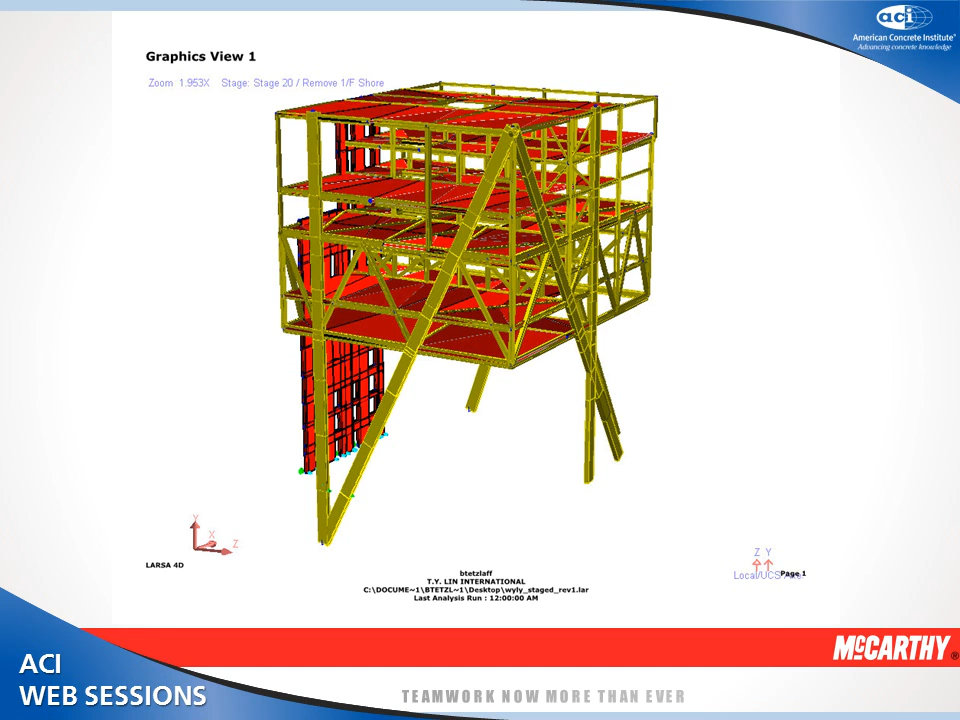 aci
American Concrete Institute®
Advancing concrete knowledge
Graphics View 1
Zoom 1.953X Stage: Stage 20 / Remove 1/F Shore
Y
X
Z
Z Y
Local/UCS
Page 1
LARSA 4D
btetzlaff
T.Y. LIN INTERNATIONAL
C:\DOCUME~1\BTETZL~1\Desktop\wyly_staged_rev1.lar
Last Analysis Run : 12:00:00 AM
McCARTHY®
ACI
WEB SESSIONS
TEAMWORK NOW MORE THAN EVER